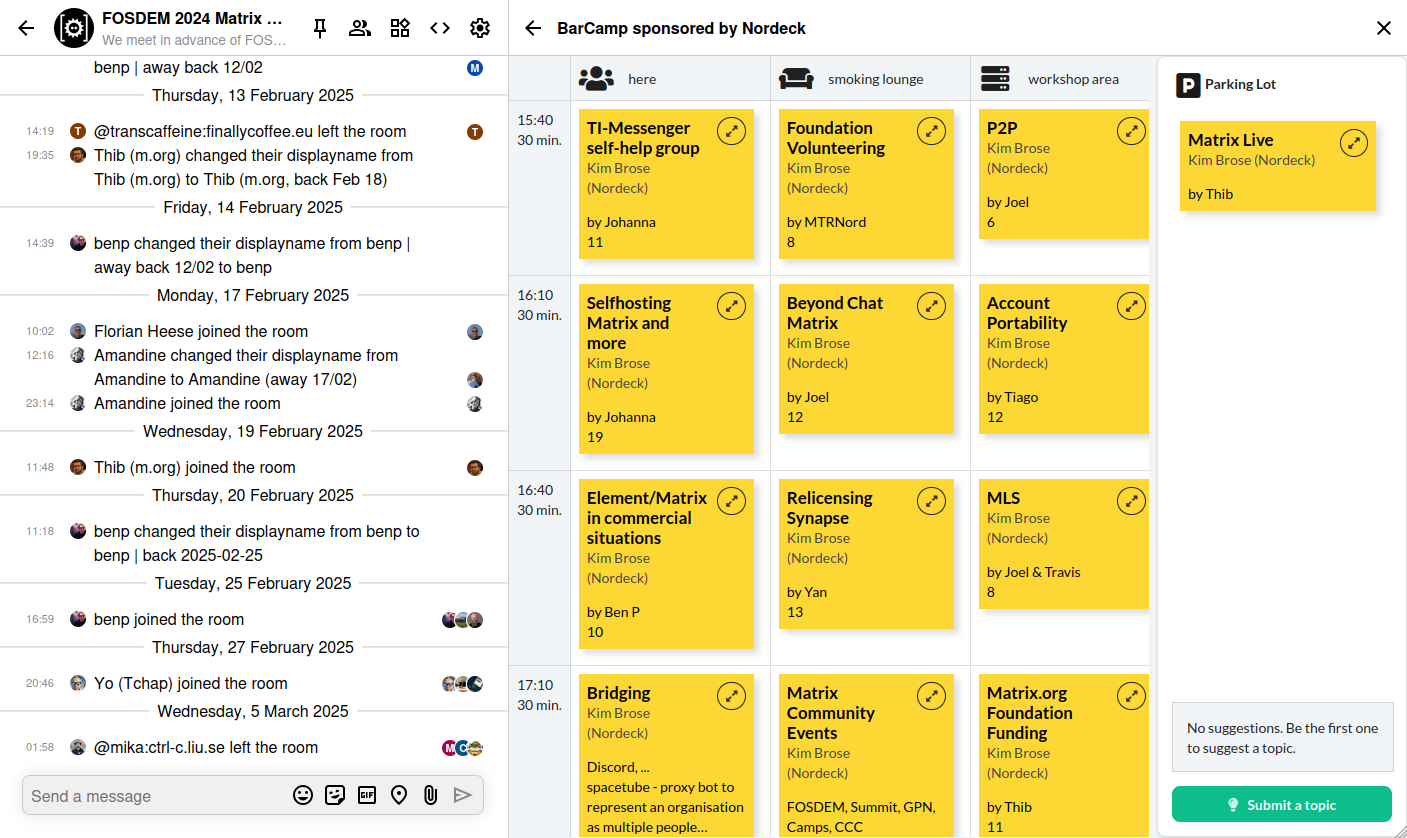 FOSDEM 2024 Matrix ...
We meet in advance of FOS...
benp | away back 12/02
M
Thursday, 13 February 2025
14:19 T @transcaffeine:finallycoffee.eu left the room T
19:35 Thib (m.org) changed their displayname from
Thib (m.org) to Thib (m.org, back Feb 18)
Friday, 14 February 2025
14:39 benp changed their displayname from benp |
away back 12/02 to benp
Monday, 17 February 2025
10:02 Florian Heese joined the room
12:16 Amandine changed their displayname from
Amandine to Amandine (away 17/02)
23:14 Amandine joined the room
Wednesday, 19 February 2025
11:48 Thib (m.org) joined the room
Thursday, 20 February 2025
11:18 benp changed their displayname from benp to
benp | back 2025-02-25
Tuesday, 25 February 2025
16:59 benp joined the room
Thursday, 27 February 2025
20:46 Yo (Tchap) joined the room
Wednesday, 5 March 2025
01:58 @mika:ctrl-c.liu.se left the room M C
Send a message
GIF
BarCamp sponsored by Nordeck
here
smoking lounge
workshop area
15:40
30 min.
TI-Messenger
self-help group
Kim Brose
(Nordeck)
by Johanna
11
Foundation
Volunteering
Kim Brose
(Nordeck)
by MTRNord
8
P2P
Kim Brose
(Nordeck)
by Joel
6
16:10
30 min.
Selfhosting
Matrix and
more
Kim Brose
(Nordeck)
by Johanna
19
Beyond Chat
Matrix
Kim Brose
(Nordeck)
by Joel
12
Account
Portability
Kim Brose
(Nordeck)
by Tiago
12
16:40
30 min.
Element/Matrix
in commercial
situations
Kim Brose
(Nordeck)
by Ben P
10
Relicensing
Synapse
Kim Brose
(Nordeck)
by Yan
13
MLS
Kim Brose
(Nordeck)
by Joel & Travis
8
17:10
30 min.
Bridging
Kim Brose
(Nordeck)
Discord, ...
spacetube - proxy bot to
represent an organisation
as multiple people...
Matrix
Community
Events
Kim Brose
(Nordeck)
FOSDEM, Summit, GPN,
Camps, CCC
Matrix.org
Foundation
Funding
Kim Brose
(Nordeck)
by Thib
11
P Parking Lot
Matrix Live
Kim Brose (Nordeck)
by Thib
No suggestions. Be the first one
to suggest a topic.
Submit a topic